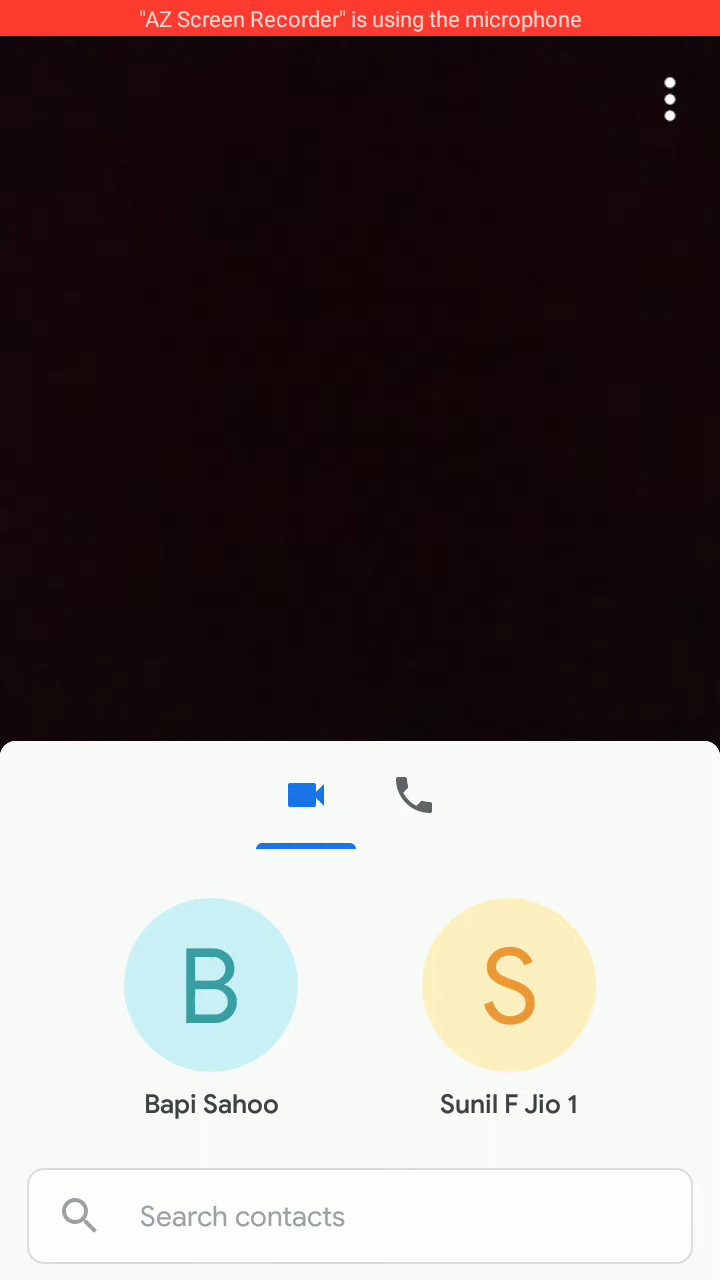 "AZ Screen Recorder" is using the microphone
B
S
Bapi Sahoo
Sunil F Jio 1
Search contacts